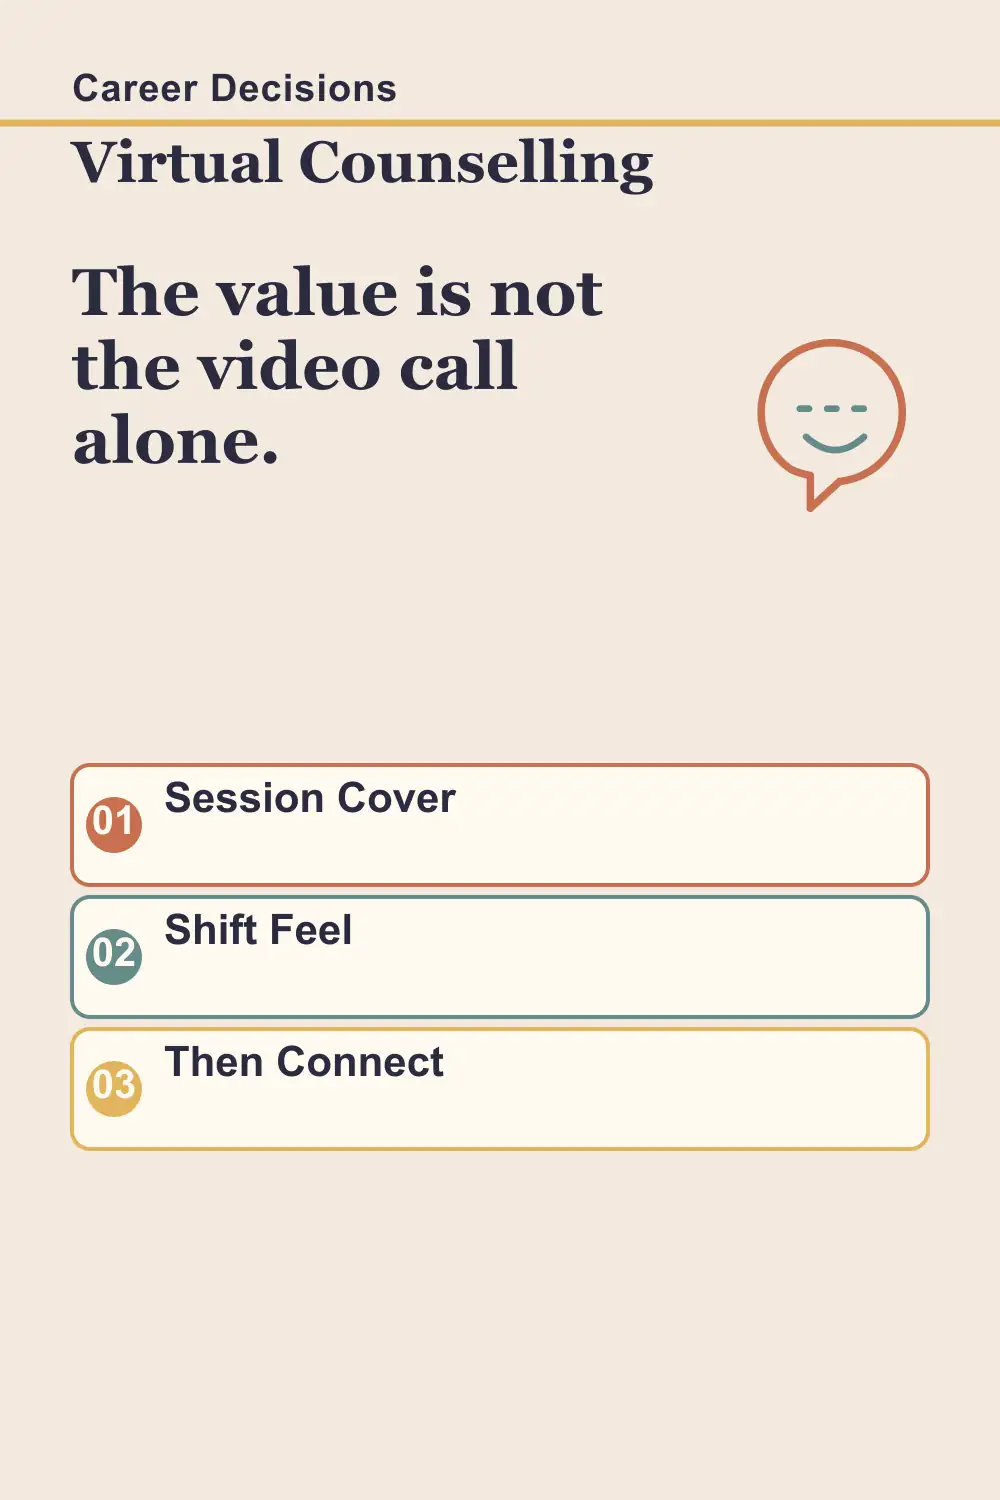 Career Decisions
Virtual Counselling
The value is not
the video call
alone.
01
Session Cover
02
Shift Feel
03
Then Connect